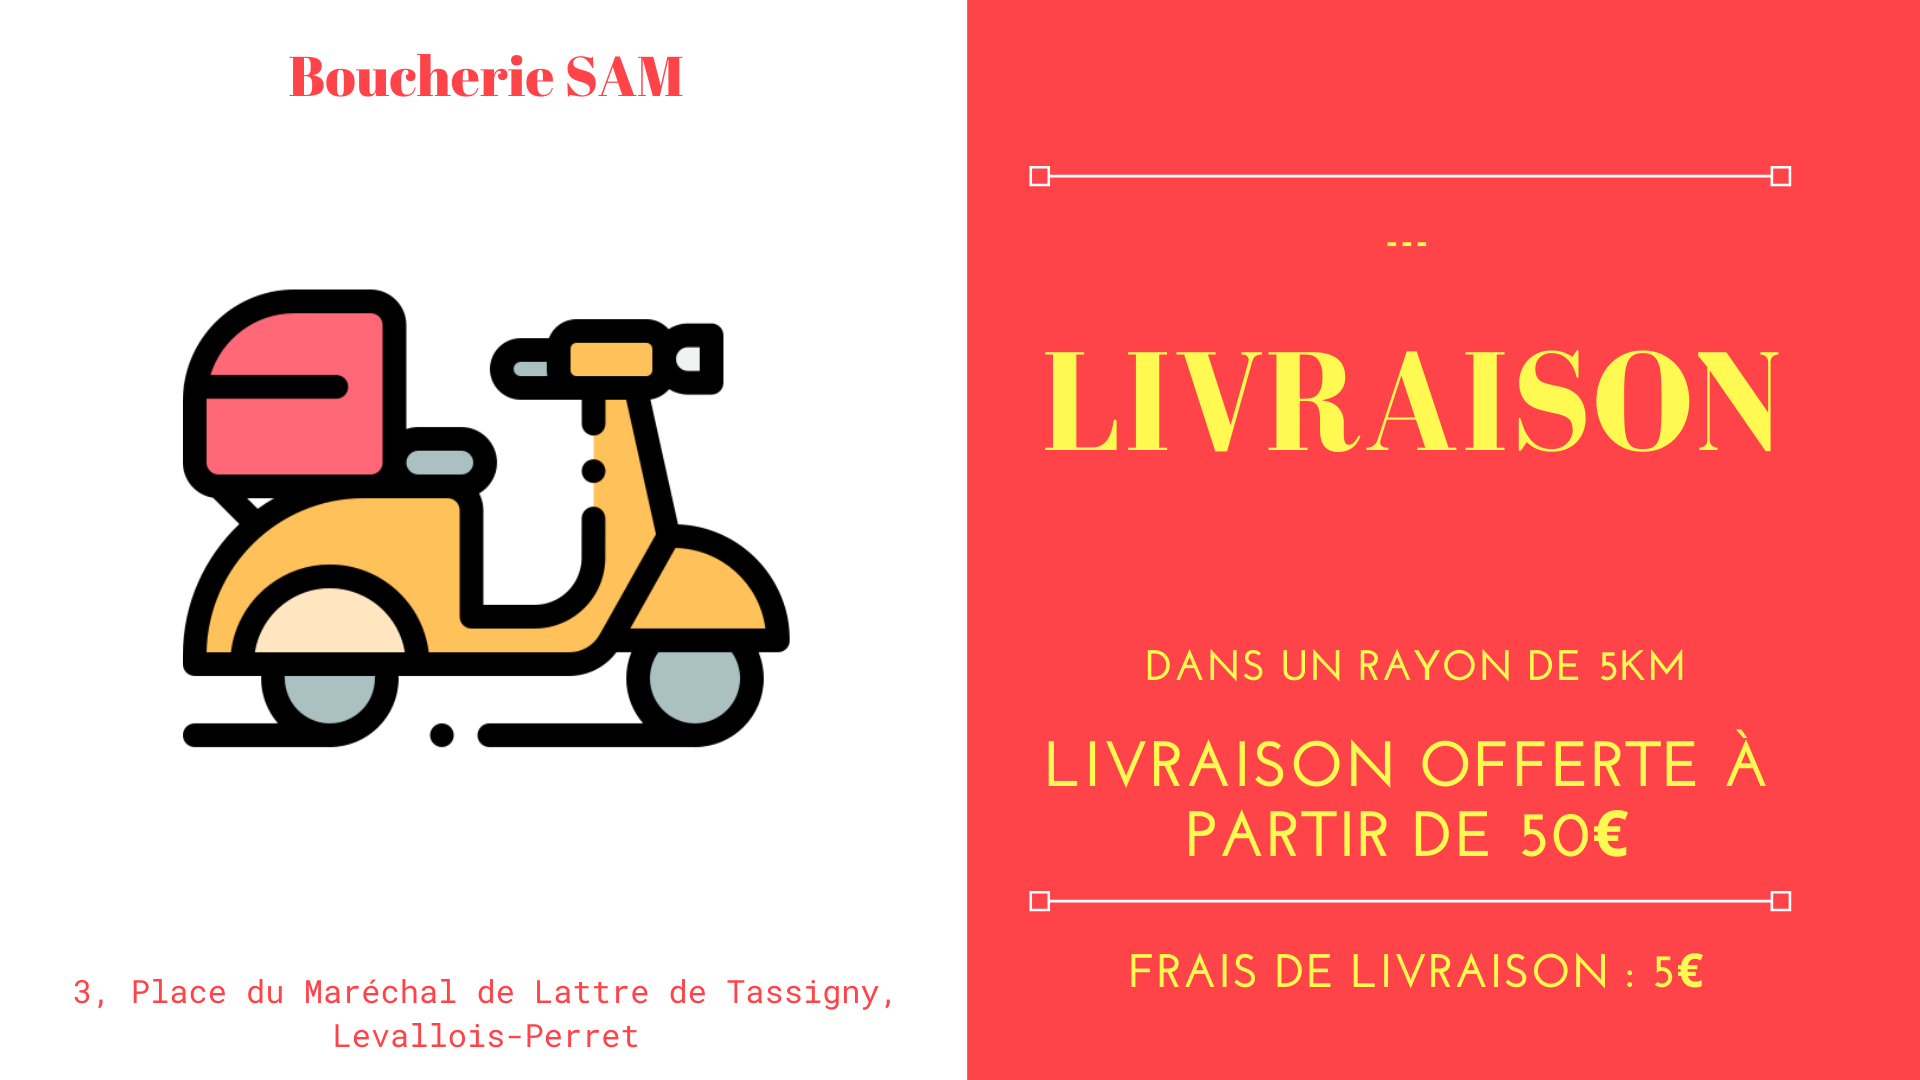 Boucherie SAM
3, Place du Maréchal de Lattre de Tassigny,
Levallois-Perret
---
LIVRAISON
DANS UN RAYON DE 5KM
LIVRAISON OFFERTE À
PARTIR DE 50€
FRAIS DE LIVRAISON : 5€